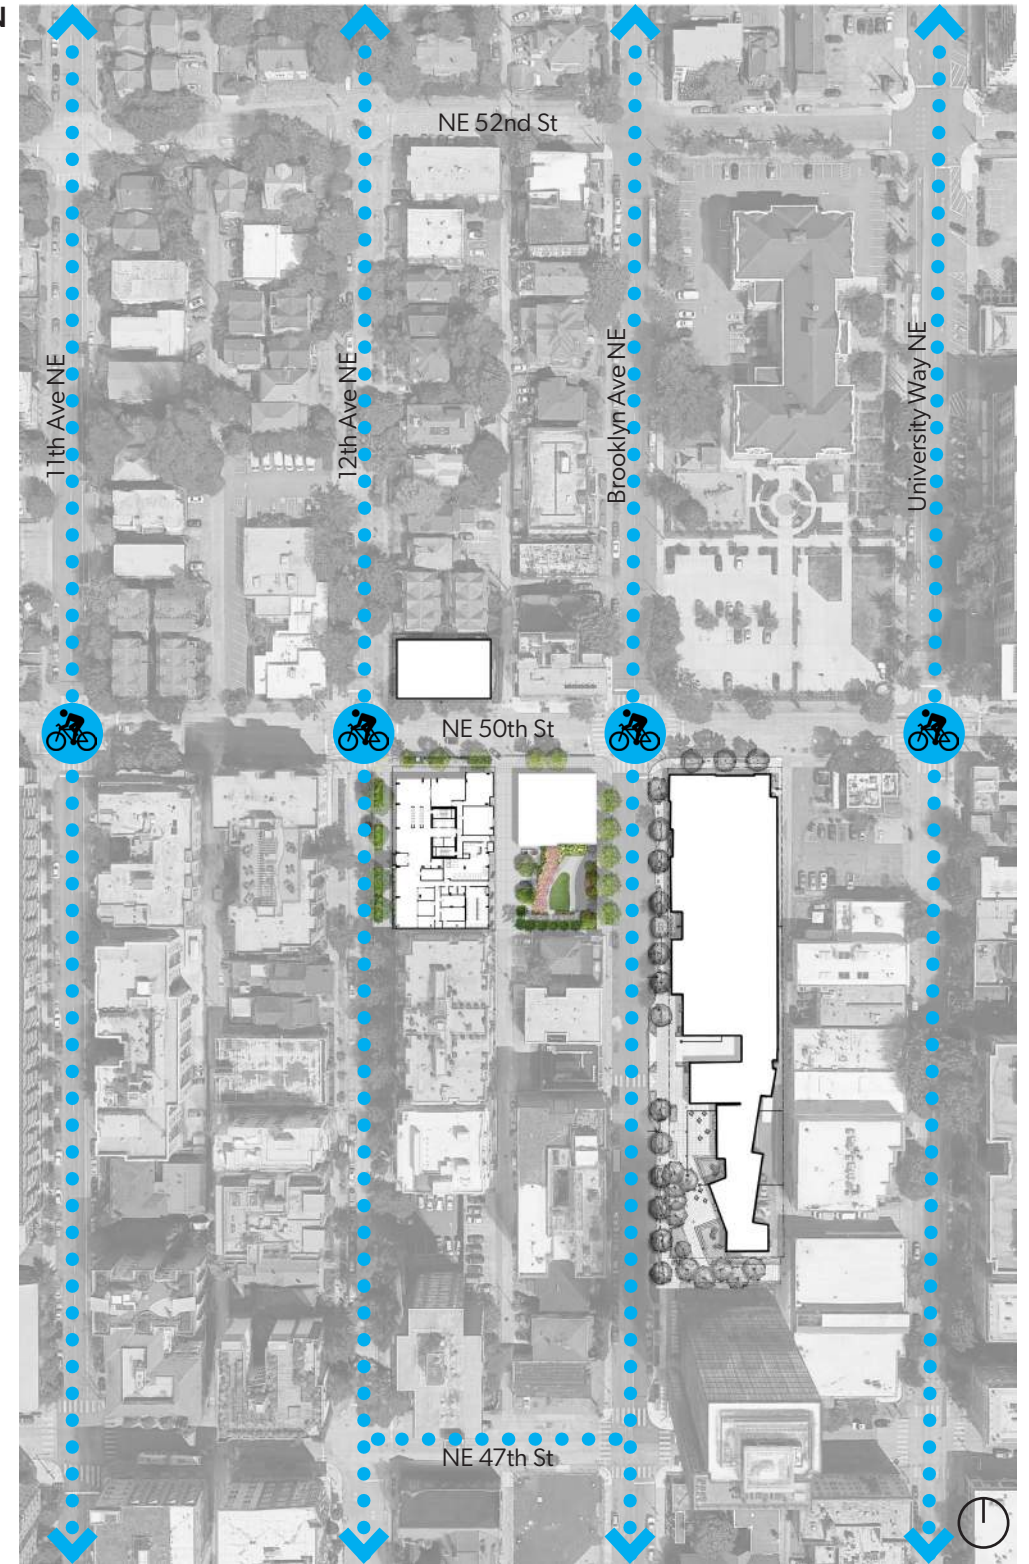 N
NE 52nd St
11th Ave NE
12th Ave NE
Brooklyn Ave NE
University Way NE
NE 50th St
NE 47th St